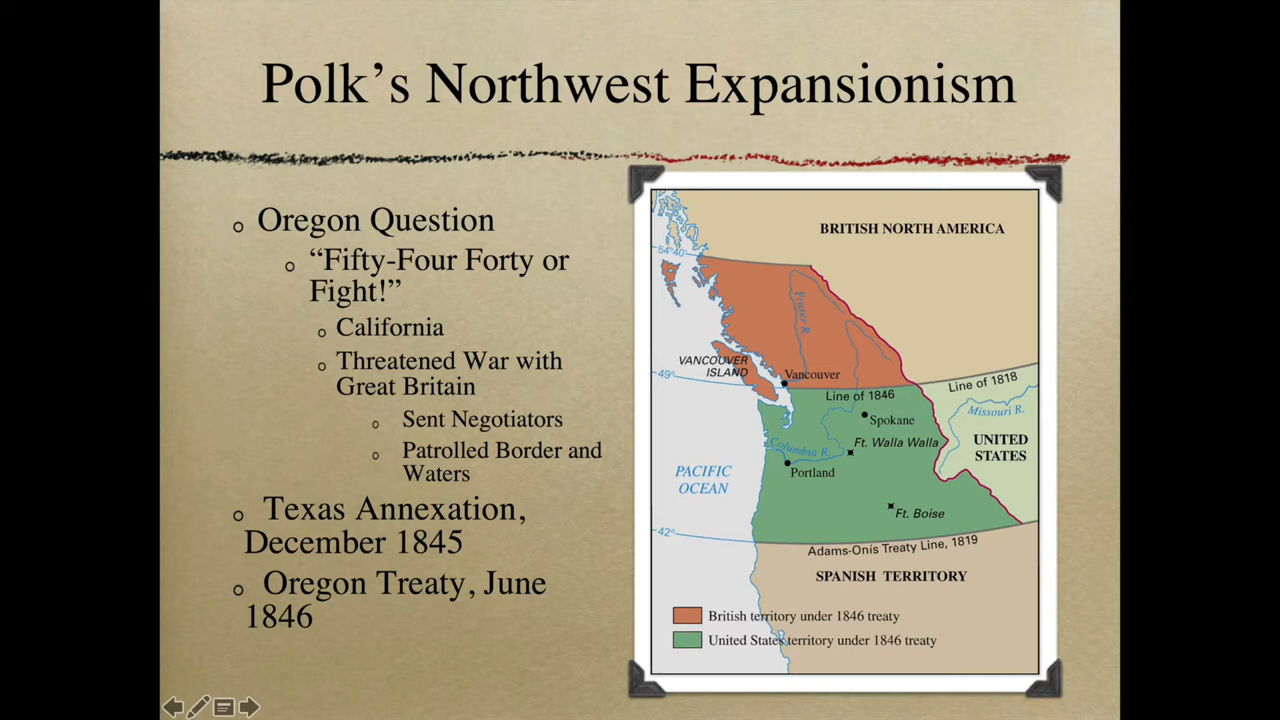 Polk’s Northwest Expansionism
Oregon Question
“Fifty-Four Forty or
Fight!”
California
Threatened War with
Great Britain
Sent Negotiators
Patrolled Border and
Waters
Texas Annexation,
December 1845
Oregon Treaty, June
1846
BRITISH NORTH AMERICA
54°40'
Fraser R.
VANCOUVER
ISLAND
Vancouver
49°
Line of 1846
Line of 1818
Missouri R.
Spokane
Ft. Walla Walla
UNITED
STATES
Columbia R.
Portland
PACIFIC
OCEAN
Ft. Boise
42°
Adams-Onís Treaty Line, 1819
SPANISH TERRITORY
British territory under 1846 treaty
United States territory under 1846 treaty